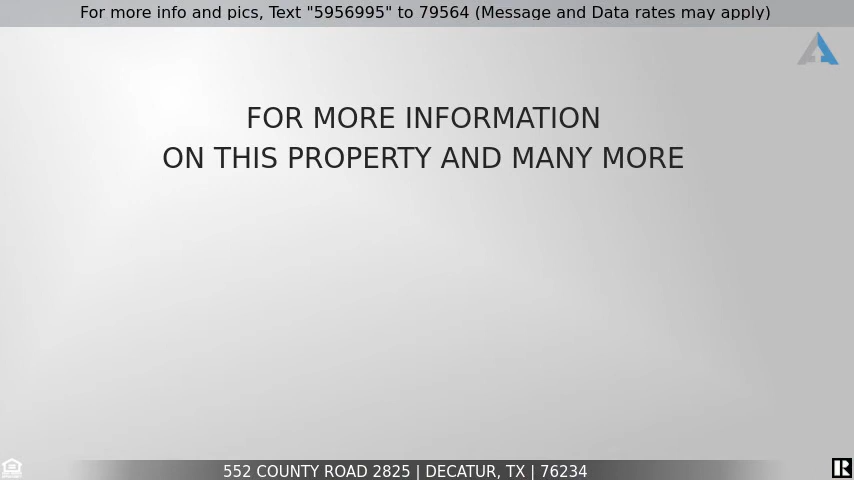 For more info and pics, Text "5956995" to 79564 (Message and Data rates may apply)
FOR MORE INFORMATION
ON THIS PROPERTY AND MANY MORE
552 COUNTY ROAD 2825 | DECATUR, TX | 76234